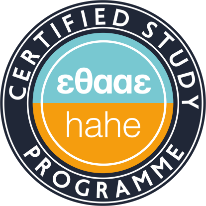 CERTIFIED STUDY
εθααε
hahe
PROGRAMME